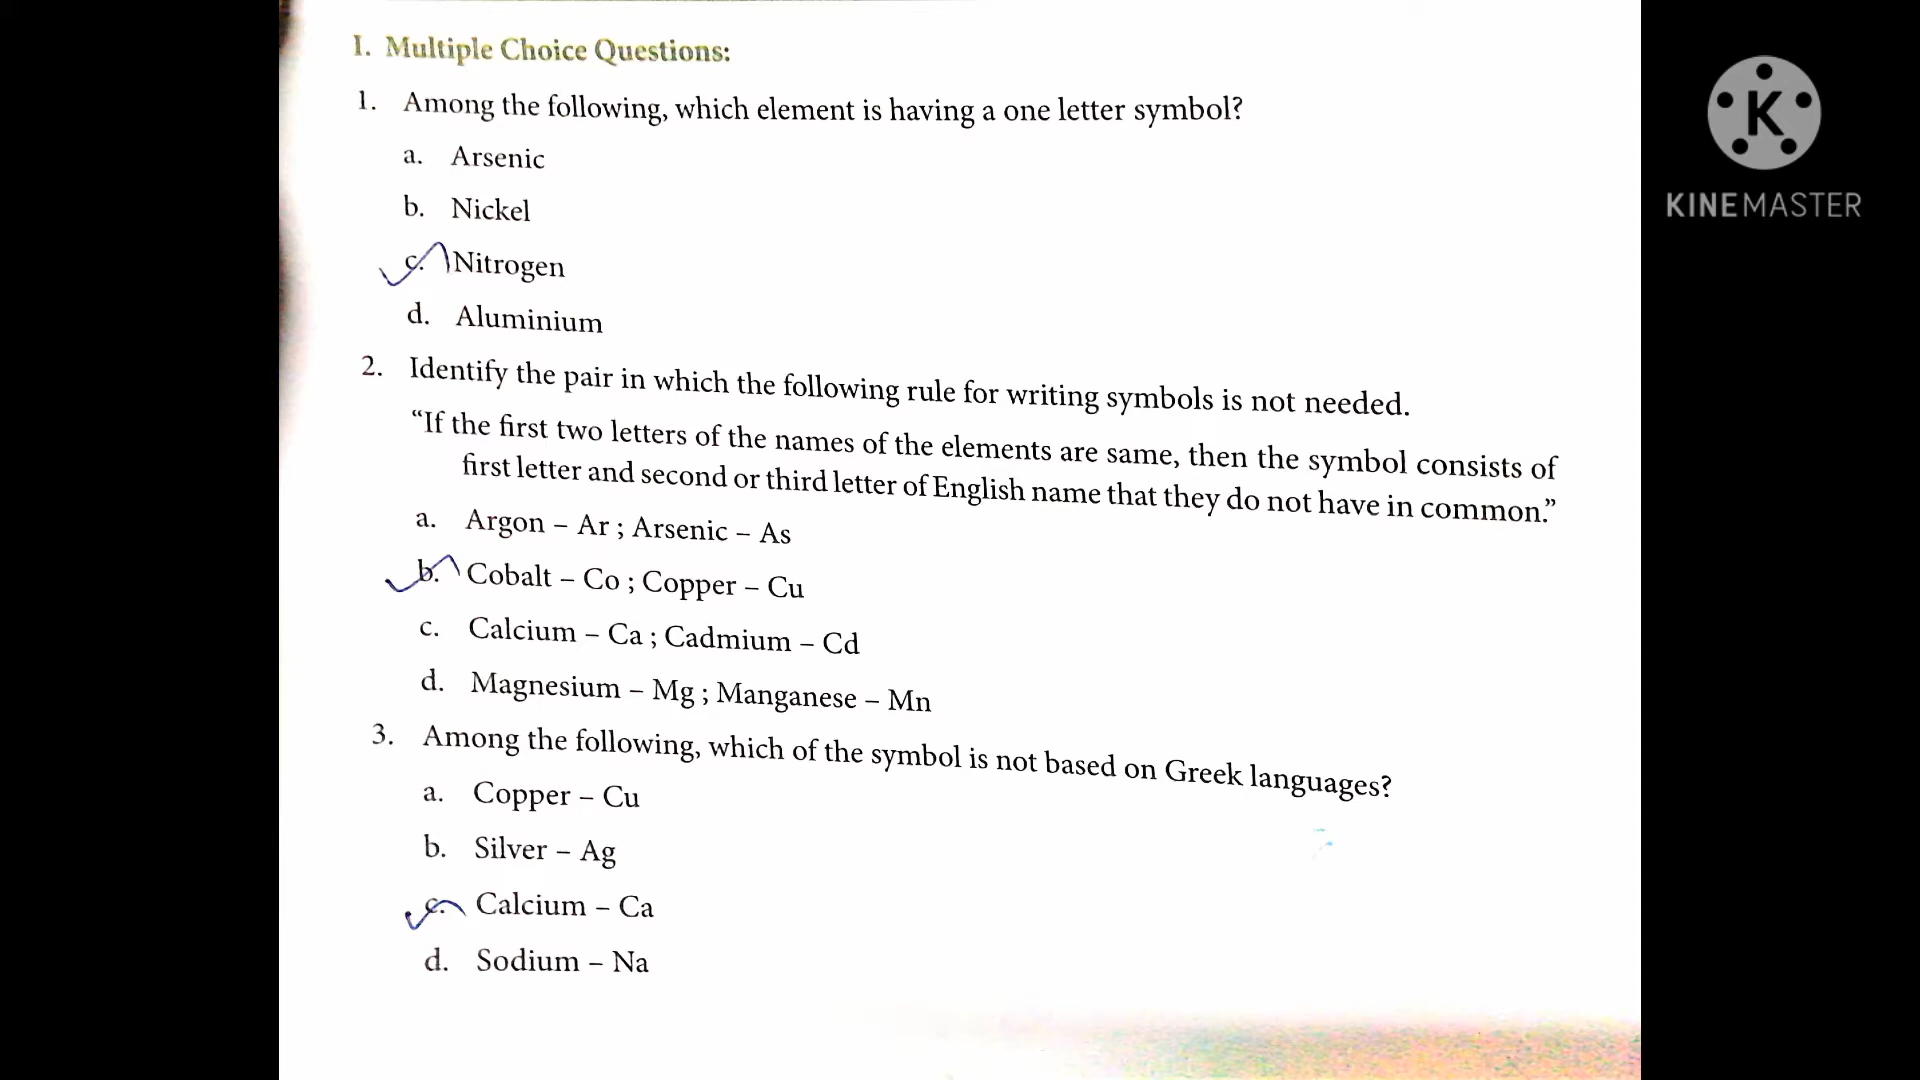 I. Multiple Choice Questions:
1. Among the following, which element is having a one letter symbol?
a. Arsenic
b. Nickel
c. Nitrogen
d. Aluminium
2. Identify the pair in which the following rule for writing symbols is not needed.
“If the first two letters of the names of the elements are same, then the symbol consists of
first letter and second or third letter of English name that they do not have in common.”
a. Argon – Ar ; Arsenic – As
b. Cobalt – Co ; Copper – Cu
c. Calcium – Ca ; Cadmium – Cd
d. Magnesium – Mg ; Manganese – Mn
3. Among the following, which of the symbol is not based on Greek languages?
a. Copper – Cu
b. Silver – Ag
c. Calcium – Ca
d. Sodium – Na
K
KINEMASTER